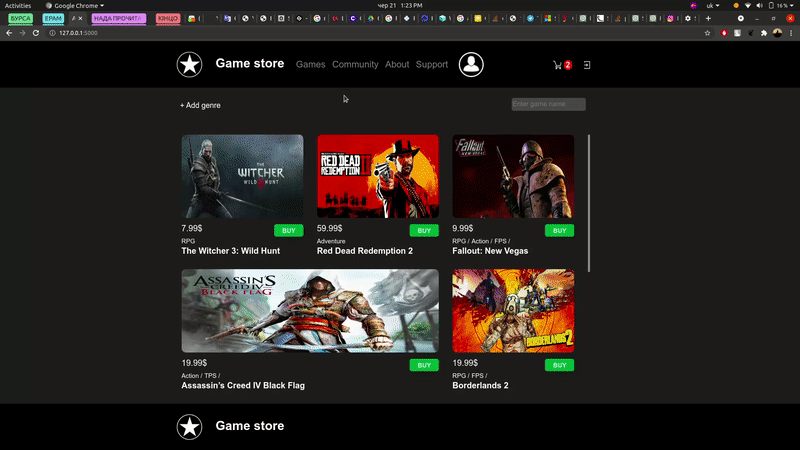 Activities Google Chrome чер 21 1:23 PM uk 16%
БУРСА EPAM НАДА ПРОЧИТА КІНЦО
127.0.0.1:5000
Game store Games Community About Support 2
+ Add genre Enter game name
THE WITCHER WILD HUNT
RED DEAD REDEMPTION II
Fallout NEW VEGAS
7.99$ BUY 59.99$ BUY 9.99$ BUY
RPG Adventure RPG / Action / FPS /
The Witcher 3: Wild Hunt Red Dead Redemption 2 Fallout: New Vegas
ASSASSIN'S CREED IV BLACK FLAG
BORDERLANDS 2
19.99$ BUY 19.99$ BUY
Action / TPS / RPG / FPS /
Assassin's Creed IV Black Flag Borderlands 2
Game store